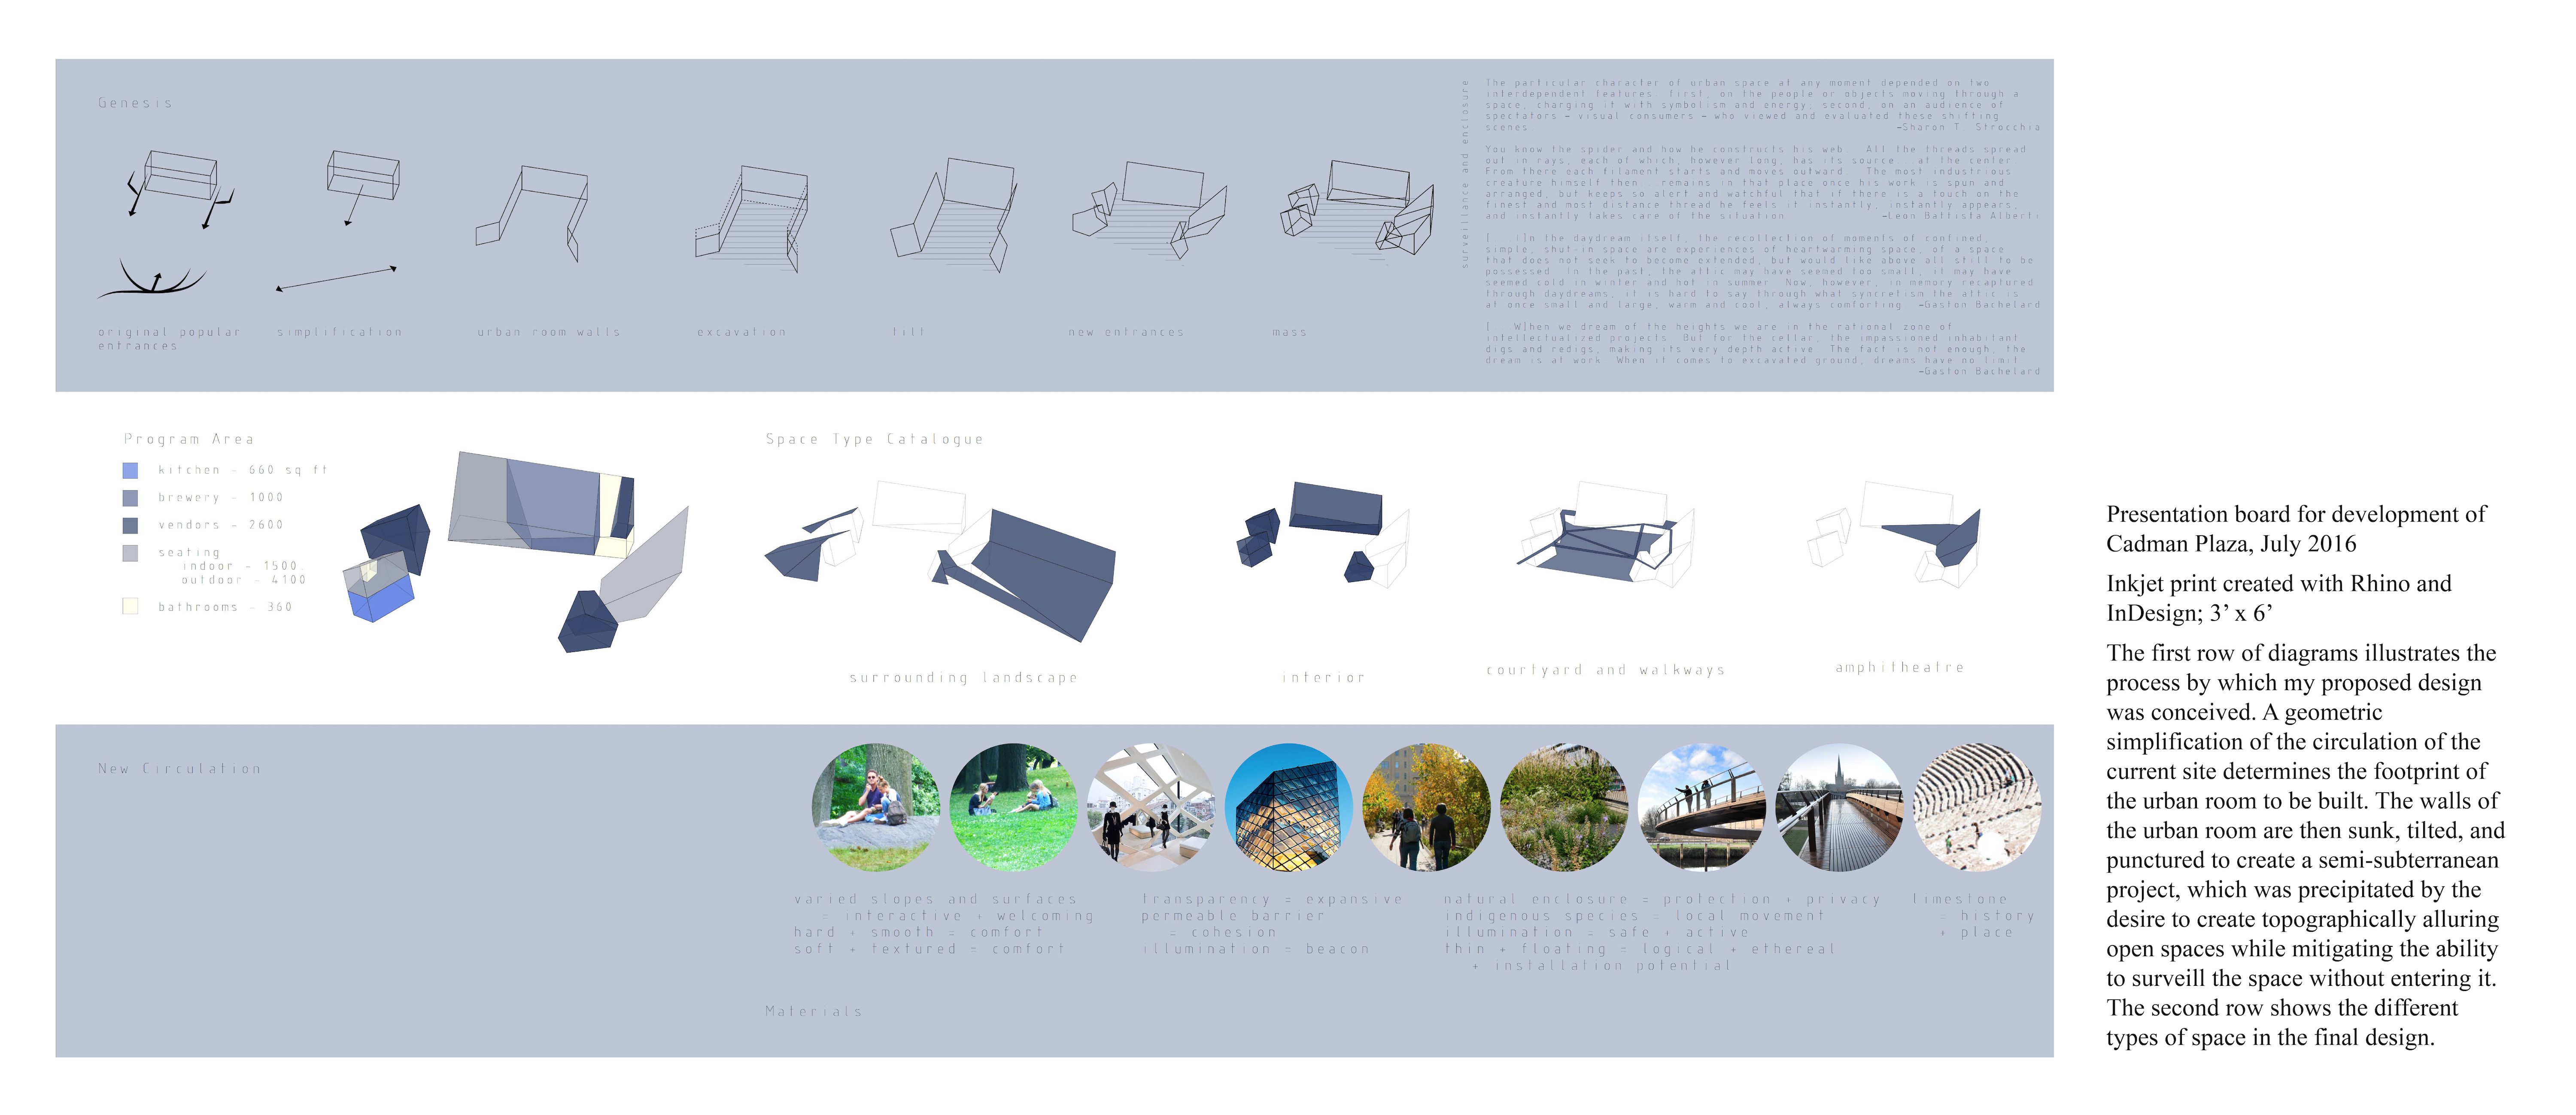 Genesis
original popular
entrances
simplification
urban room walls
excavation
tilt
new entrances
mass
surveillance and enclosure
The particular character of urban space at any moment depended on two
interdependent features: first, on the people or objects moving through a
space, charging it with symbolism and energy; second, on an audience of
spectators – visual consumers – who viewed and evaluated these shifting
scenes.
–Sharon T. Strocchia
You know the spider and how he constructs his web. All the threads spread
out in rays, each of which, however long, has its source at the center.
From there each filament starts and moves outward. The most industrious
creature himself then remains in that place once his work is spun and
arranged, but keeps so alert and watchful that if there is a touch on the
finest and most distance thread he feels it instantly, instantly appears,
and instantly takes care of the situation. –Leon Battista Alberti
[...I]n the daydream itself, the recollection of moments of confined,
simple, shut-in space are experiences of heartwarming space, of a space
that does not seek to become extended, but would like above all still to be
possessed. In the past, the attic may have seemed too small, it may have
seemed cold in winter and hot in summer. Now, however, in memory recaptured
through daydreams, it is hard to say through what syncretism the attic is
at once small and large, warm and cool, always comforting. –Gaston Bachelard
[...W]hen we dream of the heights we are in the rational zone of
intellectualized projects. But for the cellar, the impassioned inhabitant
digs and redigs, making its very depth active. The fact is not enough, the
dream is at work. When it comes to excavated ground, dreams have no limit.
–Gaston Bachelard
Program Area
kitchen - 660 sq ft
brewery - 1000
vendors - 2600
seating
indoor - 1500
outdoor - 4100
bathrooms - 360
Space Type Catalogue
surrounding landscape
interior
courtyard and walkways
amphitheatre
New Circulation
varied slopes and surfaces
= interactive + welcoming
hard + smooth = comfort
soft + textured = comfort
transparency = expansive
permeable barrier
= cohesion
illumination = beacon
natural enclosure = protection + privacy
indigenous species = local movement
illumination = safe + active
thin + floating = logical + ethereal
+ installation potential
limestone
= history
+ place
Materials
Presentation board for development of
Cadman Plaza, July 2016
Inkjet print created with Rhino and
InDesign; 3’ x 6’
The first row of diagrams illustrates the
process by which my proposed design
was conceived. A geometric
simplification of the circulation of the
current site determines the footprint of
the urban room to be built. The walls of
the urban room are then sunk, tilted, and
punctured to create a semi-subterranean
project, which was precipitated by the
desire to create topographically alluring
open spaces while mitigating the ability
to surveill the space without entering it.
The second row shows the different
types of space in the final design.